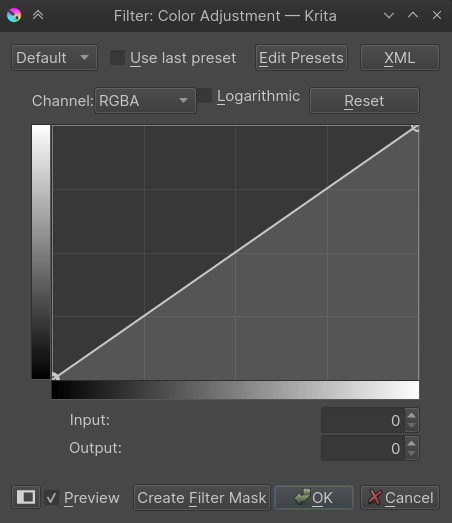 Filter: Color Adjustment — Krita
Default Use last preset Edit Presets XML
Channel: RGBA Logarithmic Reset
Input: 0
Output: 0
Preview Create Filter Mask OK Cancel